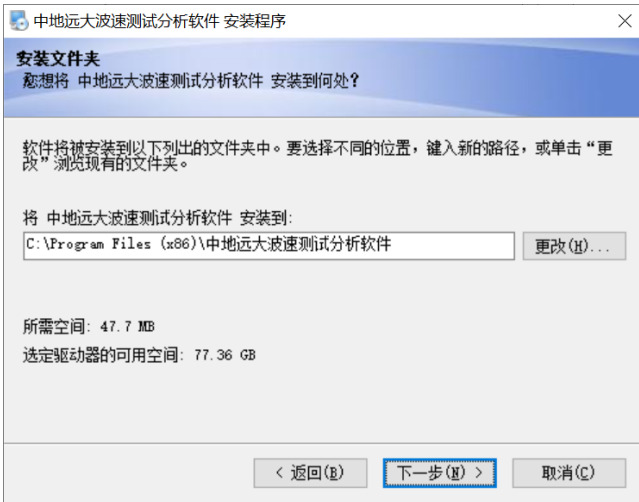 中地远大波速测试分析软件 安装程序
安装文件夹
您想将 中地远大波速测试分析软件 安装到何处?
软件将被安装到以下列出的文件夹中。要选择不同的位置，键入新的路径，或单击“更
改”浏览现有的文件夹。
将 中地远大波速测试分析软件 安装到:
C:\Program Files (x86)\中地远大波速测试分析软件
更改(H)...
所需空间: 47.7 MB
选定驱动器的可用空间: 77.36 GB
< 返回(B)
下一步(N) >
取消(C)